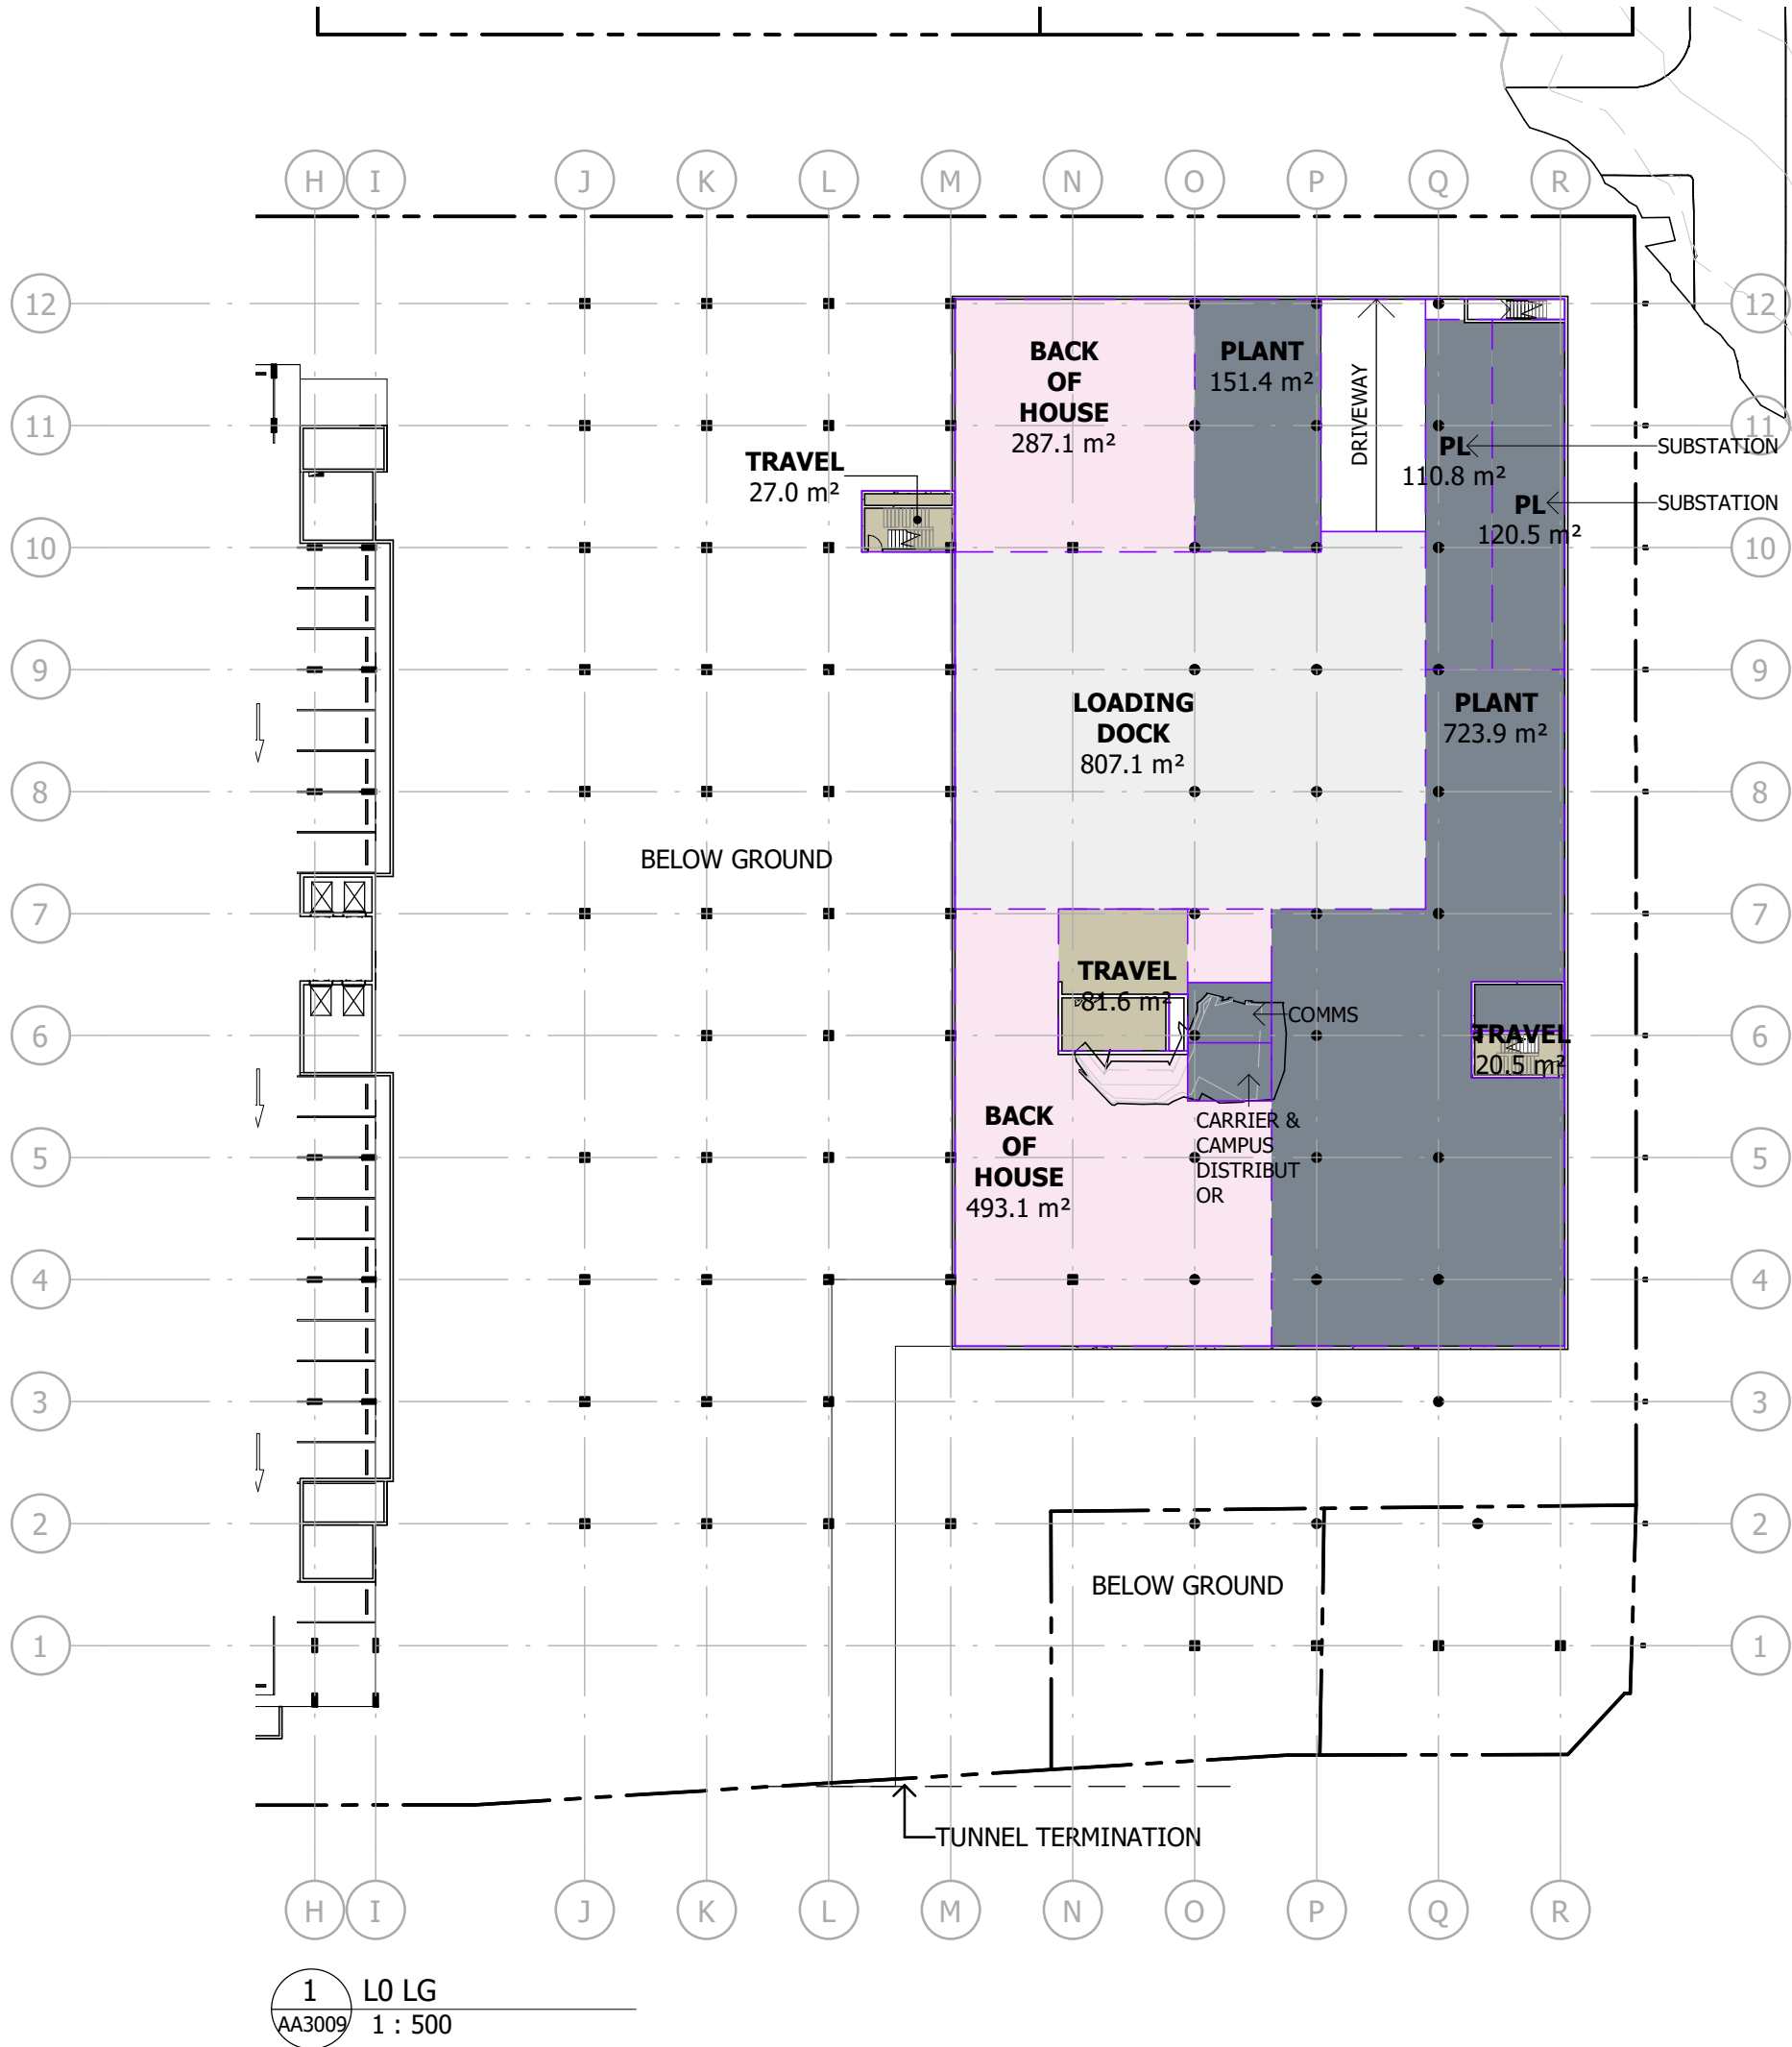 H I J K L M N O P Q R
12 12
BACK
OF
HOUSE
287.1 m²
PLANT
151.4 m²
DRIVEWAY
11 11
PL
110.8 m²
SUBSTATION
TRAVEL
27.0 m²
PL
120.5 m²
SUBSTATION
10 10
9 9
LOADING
DOCK
807.1 m²
PLANT
723.9 m²
8 8
BELOW GROUND
7 7
TRAVEL
81.6 m²
COMMS
6 6
TRAVEL
20.5 m²
BACK
OF
HOUSE
493.1 m²
CARRIER &
CAMPUS
DISTRIBUT
OR
5 5
4 4
3 3
2 2
BELOW GROUND
1 1
TUNNEL TERMINATION
H I J K L M N O P Q R
1 L0 LG
AA3009 1 : 500